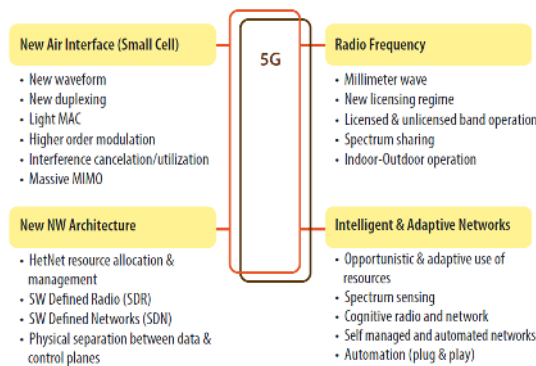 New Air Interface (Small Cell)
• New waveform
• New duplexing
• Light MAC
• Higher order modulation
• Interference cancelation/utilization
• Massive MIMO
5G
Radio Frequency
• Millimeter wave
• New licensing regime
• Licensed & unlicensed band operation
• Spectrum sharing
• Indoor-Outdoor operation
New NW Architecture
• HetNet resource allocation &
management
• SW Defined Radio (SDR)
• SW Defined Networks (SDN)
• Physical separation between data &
control planes
Intelligent & Adaptive Networks
• Opportunistic & adaptive use of
resources
• Spectrum sensing
• Cognitive radio and network
• Self managed and automated networks
• Automation (plug & play)